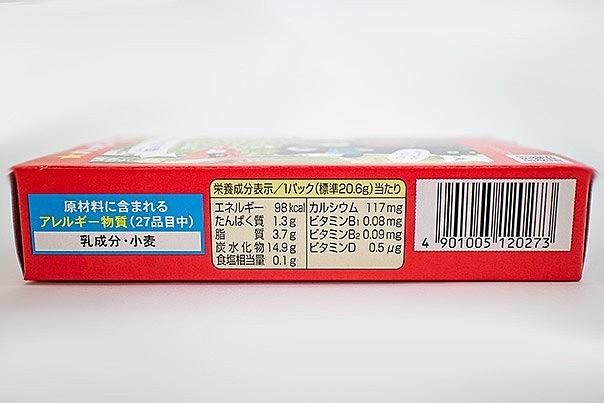 原材料に含まれる
アレルギー物質(27品目中)
乳成分・小麦
栄養成分表示/1パック(標準20.6g)当たり
エネルギー 98kcal
たんぱく質 1.3g
脂質 3.7g
炭水化物 14.9g
食塩相当量 0.1g
カルシウム 117mg
ビタミンB1 0.08mg
ビタミンB2 0.09mg
ビタミンD 0.5μg
4 901005 120273